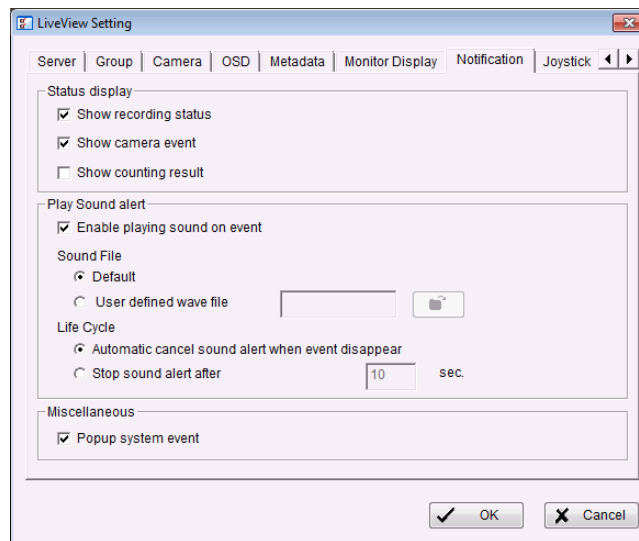 LiveView Setting
Server Group Camera OSD Metadata Monitor Display Notification Joystick
Status display
Show recording status
Show camera event
Show counting result
Play Sound alert
Enable playing sound on event
Sound File
Default
User defined wave file
Life Cycle
Automatic cancel sound alert when event disappear
Stop sound alert after 10 sec.
Miscellaneous
Popup system event
OK Cancel